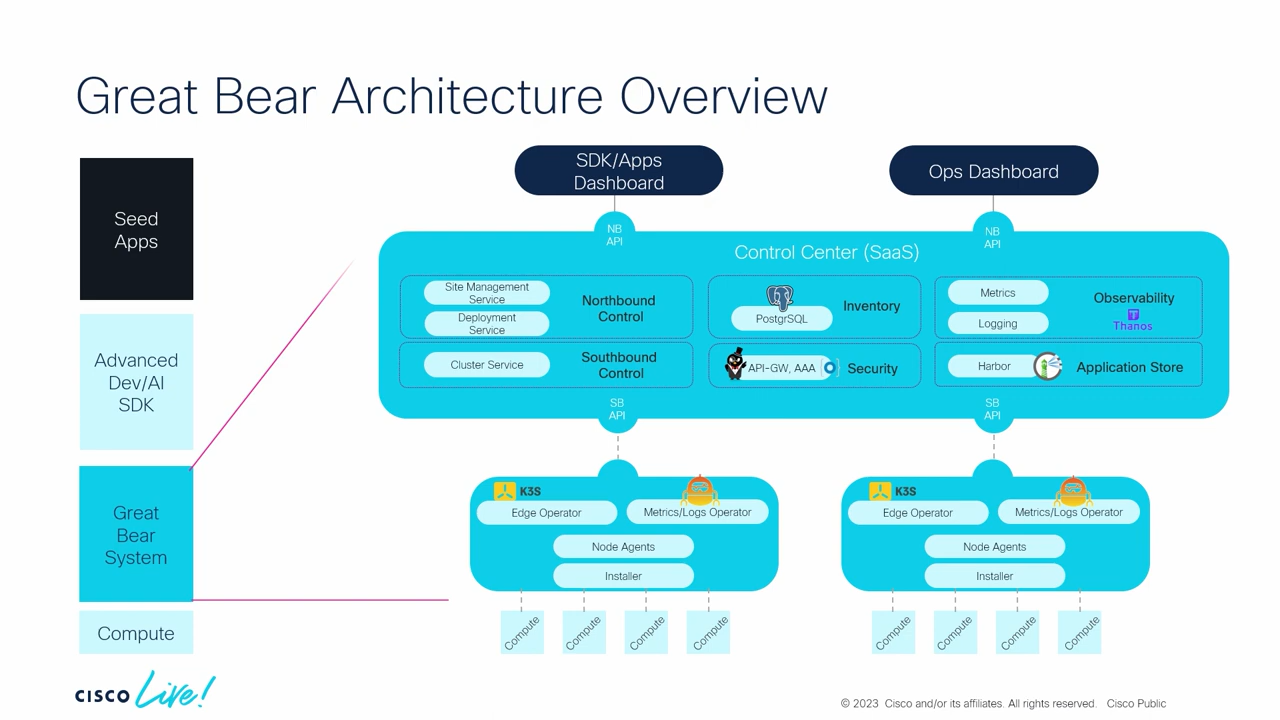 Great Bear Architecture Overview
Seed
Apps
Advanced
Dev/AI
SDK
Great
Bear
System
Compute
SDK/Apps
Dashboard
Ops Dashboard
NB
API
NB
API
Control Center (SaaS)
Site Management
Service
Deployment
Service
Northbound
Control
Cluster Service
Southbound
Control
PostgrSQL
Inventory
API-GW, AAA
Security
Metrics
Logging
Observability
Thanos
Harbor
Application Store
SB
API
SB
API
K3S
Edge Operator
Metrics/Logs Operator
Node Agents
Installer
Compute
Compute
Compute
Compute
K3S
Edge Operator
Metrics/Logs Operator
Node Agents
Installer
Compute
Compute
Compute
Compute
CISCO Live!
© 2023 Cisco and/or its affiliates. All rights reserved. Cisco Public